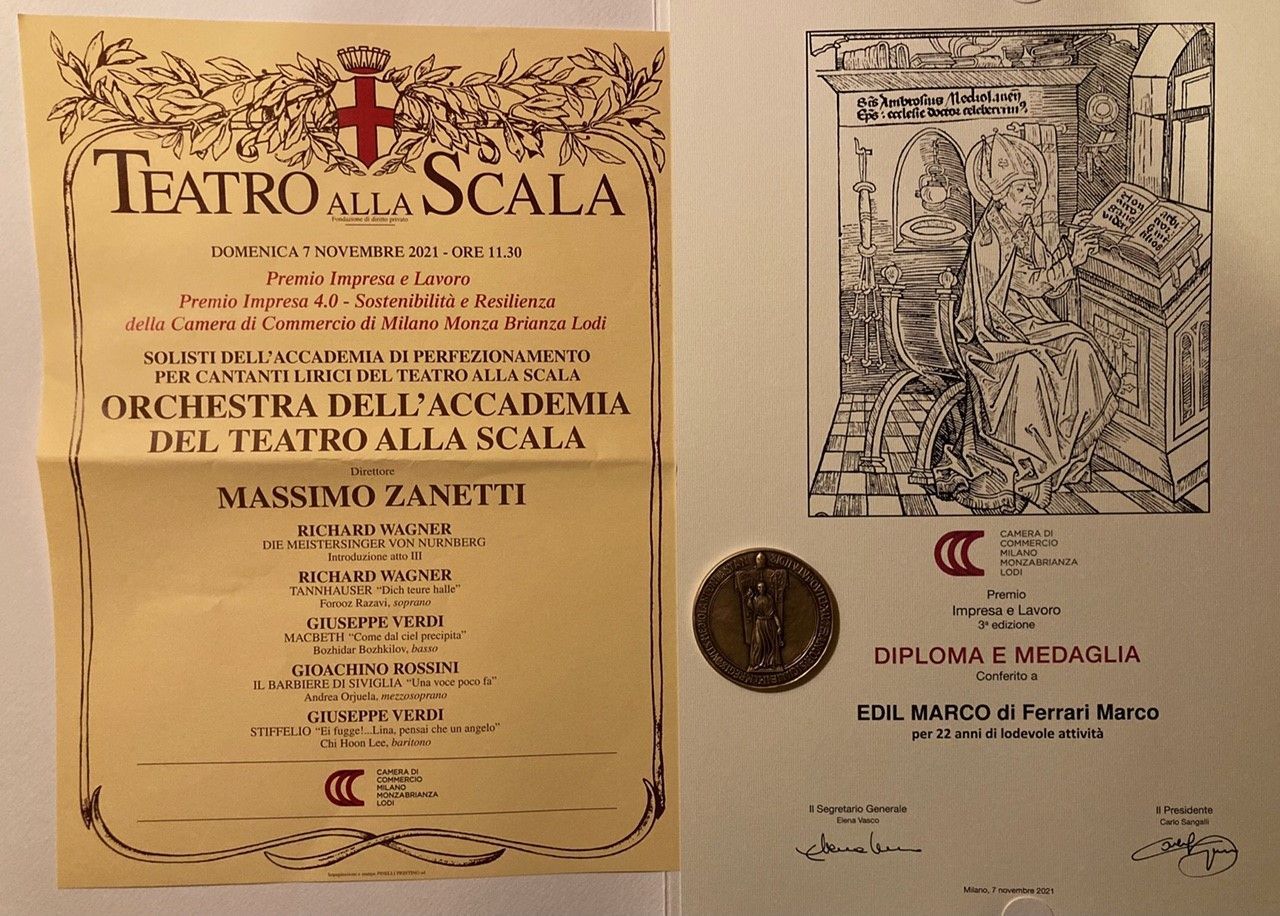 TEATRO ALLA SCALA
Fondazione di diritto privato
DOMENICA 7 NOVEMBRE 2021 - ORE 11.30
Premio Impresa e Lavoro
Premio Impresa 4.0 - Sostenibilità e Resilienza
della Camera di Commercio di Milano Monza Brianza Lodi
SOLISTI DELL'ACCADEMIA DI PERFEZIONAMENTO
PER CANTANTI LIRICI DEL TEATRO ALLA SCALA
ORCHESTRA DELL'ACCADEMIA
DEL TEATRO ALLA SCALA
Direttore
MASSIMO ZANETTI
RICHARD WAGNER
DIE MEISTERSINGER VON NURNBERG
Introduzione atto III
RICHARD WAGNER
TANNHAUSER "Dich teure halle"
Forooz Razavi, soprano
GIUSEPPE VERDI
MACBETH "Come dal ciel precipita"
Bozhidar Bozhkilov, basso
GIOACHINO ROSSINI
IL BARBIERE DI SIVIGLIA "Una voce poco fa"
Andrea Orjuela, mezzosoprano
GIUSEPPE VERDI
STIFFELIO "Ei fugge!...Lina, pensai che un angelo"
Chi Hoon Lee, baritono
CAMERA DI
COMMERCIO
MILANO
MONZABRIANZA
LODI
Impaginazione e stampa PINELLI PRINTING srl
Ambrosius
ecclesie doctor
CAMERA DI
COMMERCIO
MILANO
MONZABRIANZA
LODI
Premio
Impresa e Lavoro
3ª edizione
DIPLOMA E MEDAGLIA
Conferito a
EDIL MARCO di Ferrari Marco
per 22 anni di lodevole attività
Il Segretario Generale
Elena Vasco
Il Presidente
Carlo Sangalli
Milano, 7 novembre 2021